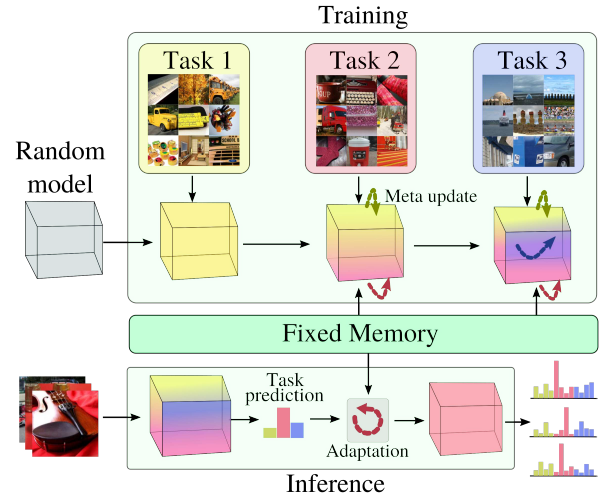 Training
Task 1
Task 2
Task 3
Random
model
Meta update
Fixed Memory
Task
prediction
Adaptation
Inference